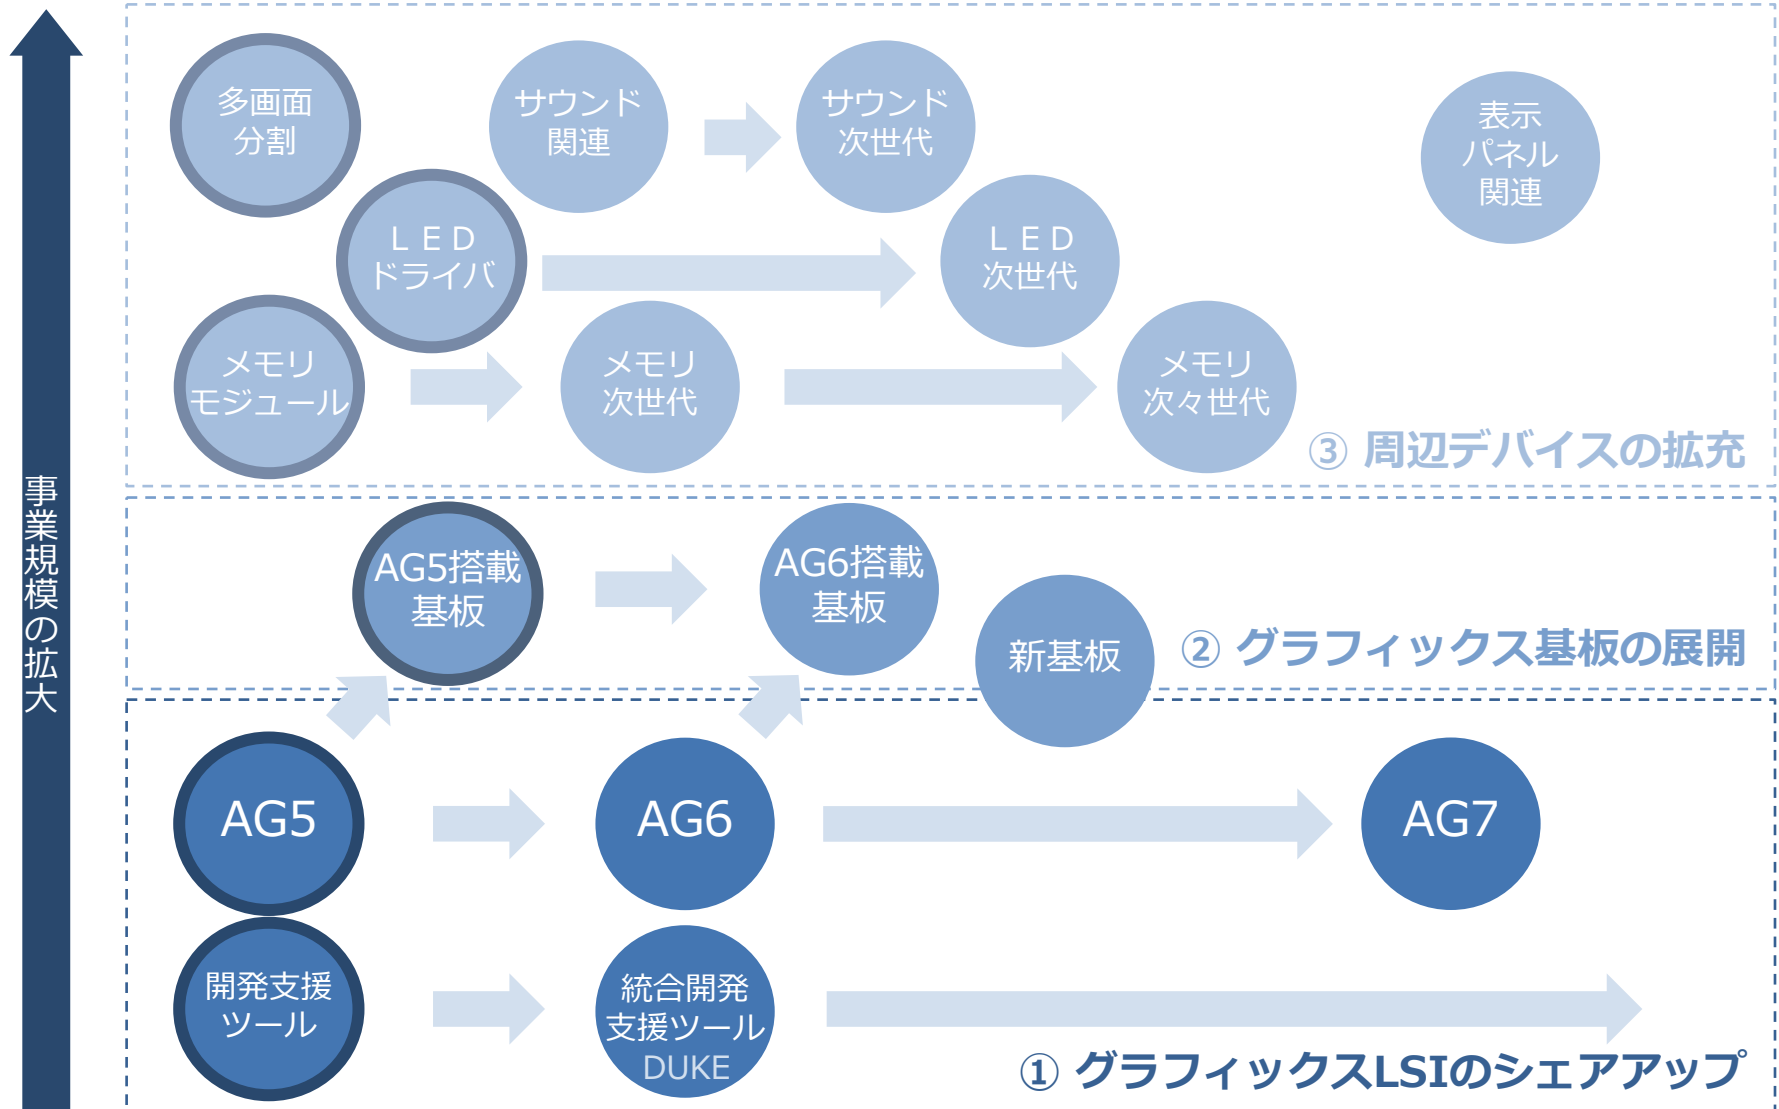 事業規模の拡大
多画面
分割
サウンド
関連
サウンド
次世代
表示
パネル
関連
ＬＥＤ
ドライバ
ＬＥＤ
次世代
メモリ
モジュール
メモリ
次世代
メモリ
次々世代
③ 周辺デバイスの拡充
AG5搭載
基板
AG6搭載
基板
新基板
② グラフィックス基板の展開
AG5
AG6
AG7
開発支援
ツール
統合開発
支援ツール
DUKE
① グラフィックスLSIのシェアアップ